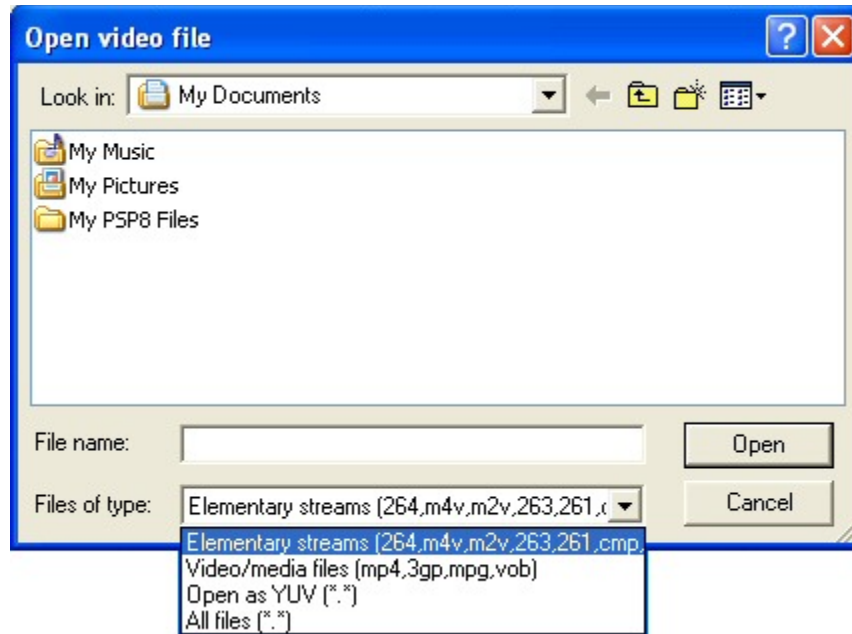 Open video file
Look in: My Documents
My Music
My Pictures
My PSP8 Files
File name:
Open
Files of type: Elementary streams (264,m4v,m2v,263,261,c
Cancel
Elementary streams (264,m4v,m2v,263,261,cmp,
Video/media files (mp4,3gp,mpg,vob)
Open as YUV (*.*)
All files (*.*)